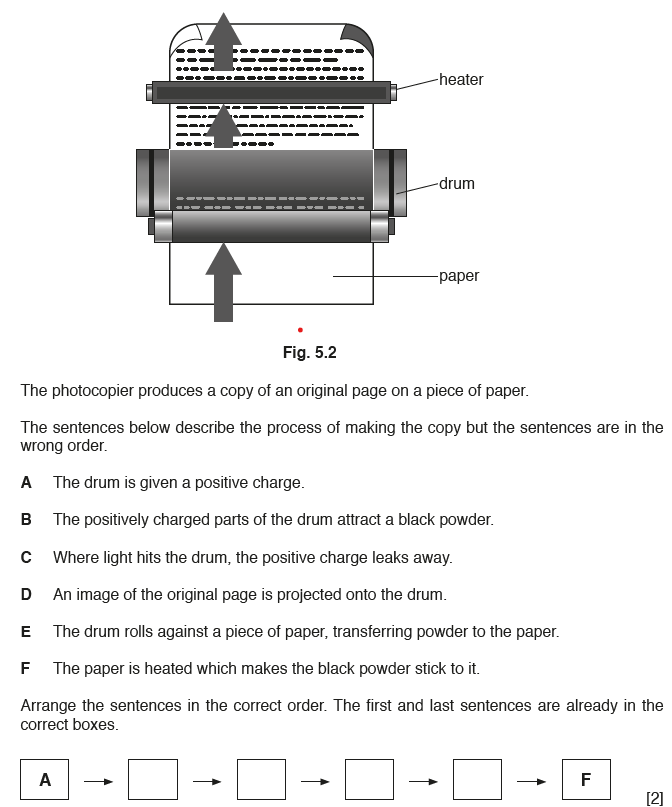 heater
drum
paper
Fig. 5.2
The photocopier produces a copy of an original page on a piece of paper.
The sentences below describe the process of making the copy but the sentences are in the
wrong order.
A The drum is given a positive charge.
B The positively charged parts of the drum attract a black powder.
C Where light hits the drum, the positive charge leaks away.
D An image of the original page is projected onto the drum.
E The drum rolls against a piece of paper, transferring powder to the paper.
F The paper is heated which makes the black powder stick to it.
Arrange the sentences in the correct order. The first and last sentences are already in the
correct boxes.
A F
[2]